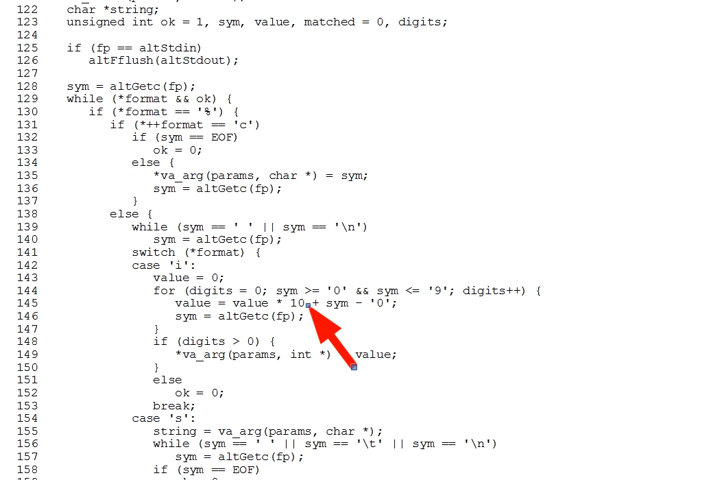 122 char *string;
123 unsigned int ok = 1, sym, value, matched = 0, digits;
124
125 if (fp == altStdin)
126 altFflush(altStdout);
127
128 sym = altGetc(fp);
129 while (*format && ok) {
130 if (*format == '%') {
131 if (*++format == 'c')
132 if (sym == EOF)
133 ok = 0;
134 else {
135 *va_arg(params, char *) = sym;
136 sym = altGetc(fp);
137 }
138 else {
139 while (sym == ' ' || sym == '\n')
140 sym = altGetc(fp);
141 switch (*format) {
142 case 'i':
143 value = 0;
144 for (digits = 0; sym >= '0' && sym <= '9'; digits++) {
145 value = value * 10 + sym - '0';
146 sym = altGetc(fp);
147 }
148 if (digits > 0) {
149 *va_arg(params, int *) value;
150 }
151 else
152 ok = 0;
153 break;
154 case 's':
155 string = va_arg(params, char *);
156 while (sym == ' ' || sym == '\t' || sym == '\n')
157 sym = altGetc(fp);
158 if (sym == EOF)